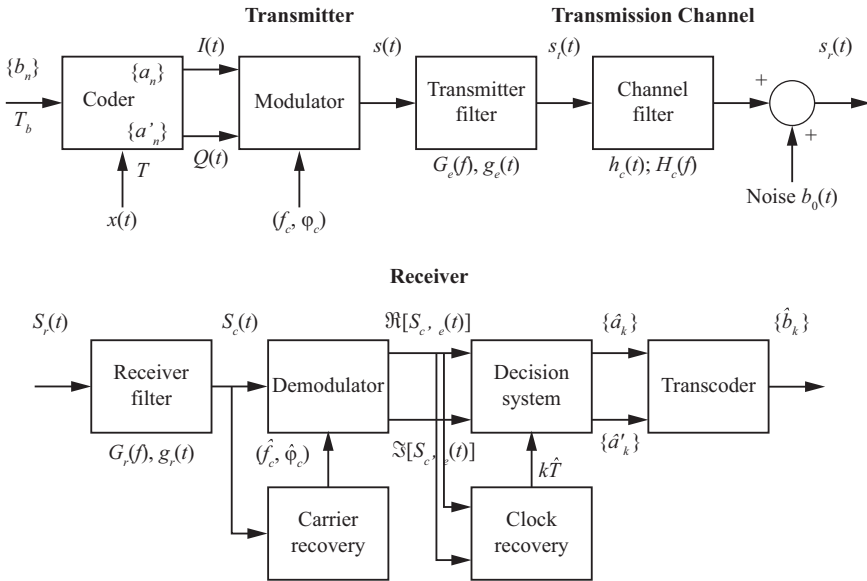 Transmitter
Transmission Channel
I(t)
s(t)
s_t(t)
s_r(t)
{b_n}
{a_n}
T_b
Coder
{a'_n}
Modulator
Transmitter
filter
Channel
filter
+
+
Q(t)
T
G_e(f), g_e(t)
h_c(t); H_c(f)
x(t)
(f_c, φ_c)
Noise b_0(t)
Receiver
S_r(t)
S_c(t)
ℜ[S_c, _e(t)]
{â_k}
{b̂_k}
Receiver
filter
Demodulator
Decision
system
Transcoder
G_r(f), g_r(t)
(f̂_c, φ̂_c)
ℑ[S_c, _e(t)]
{â'_k}
kT̂
Carrier
recovery
Clock
recovery